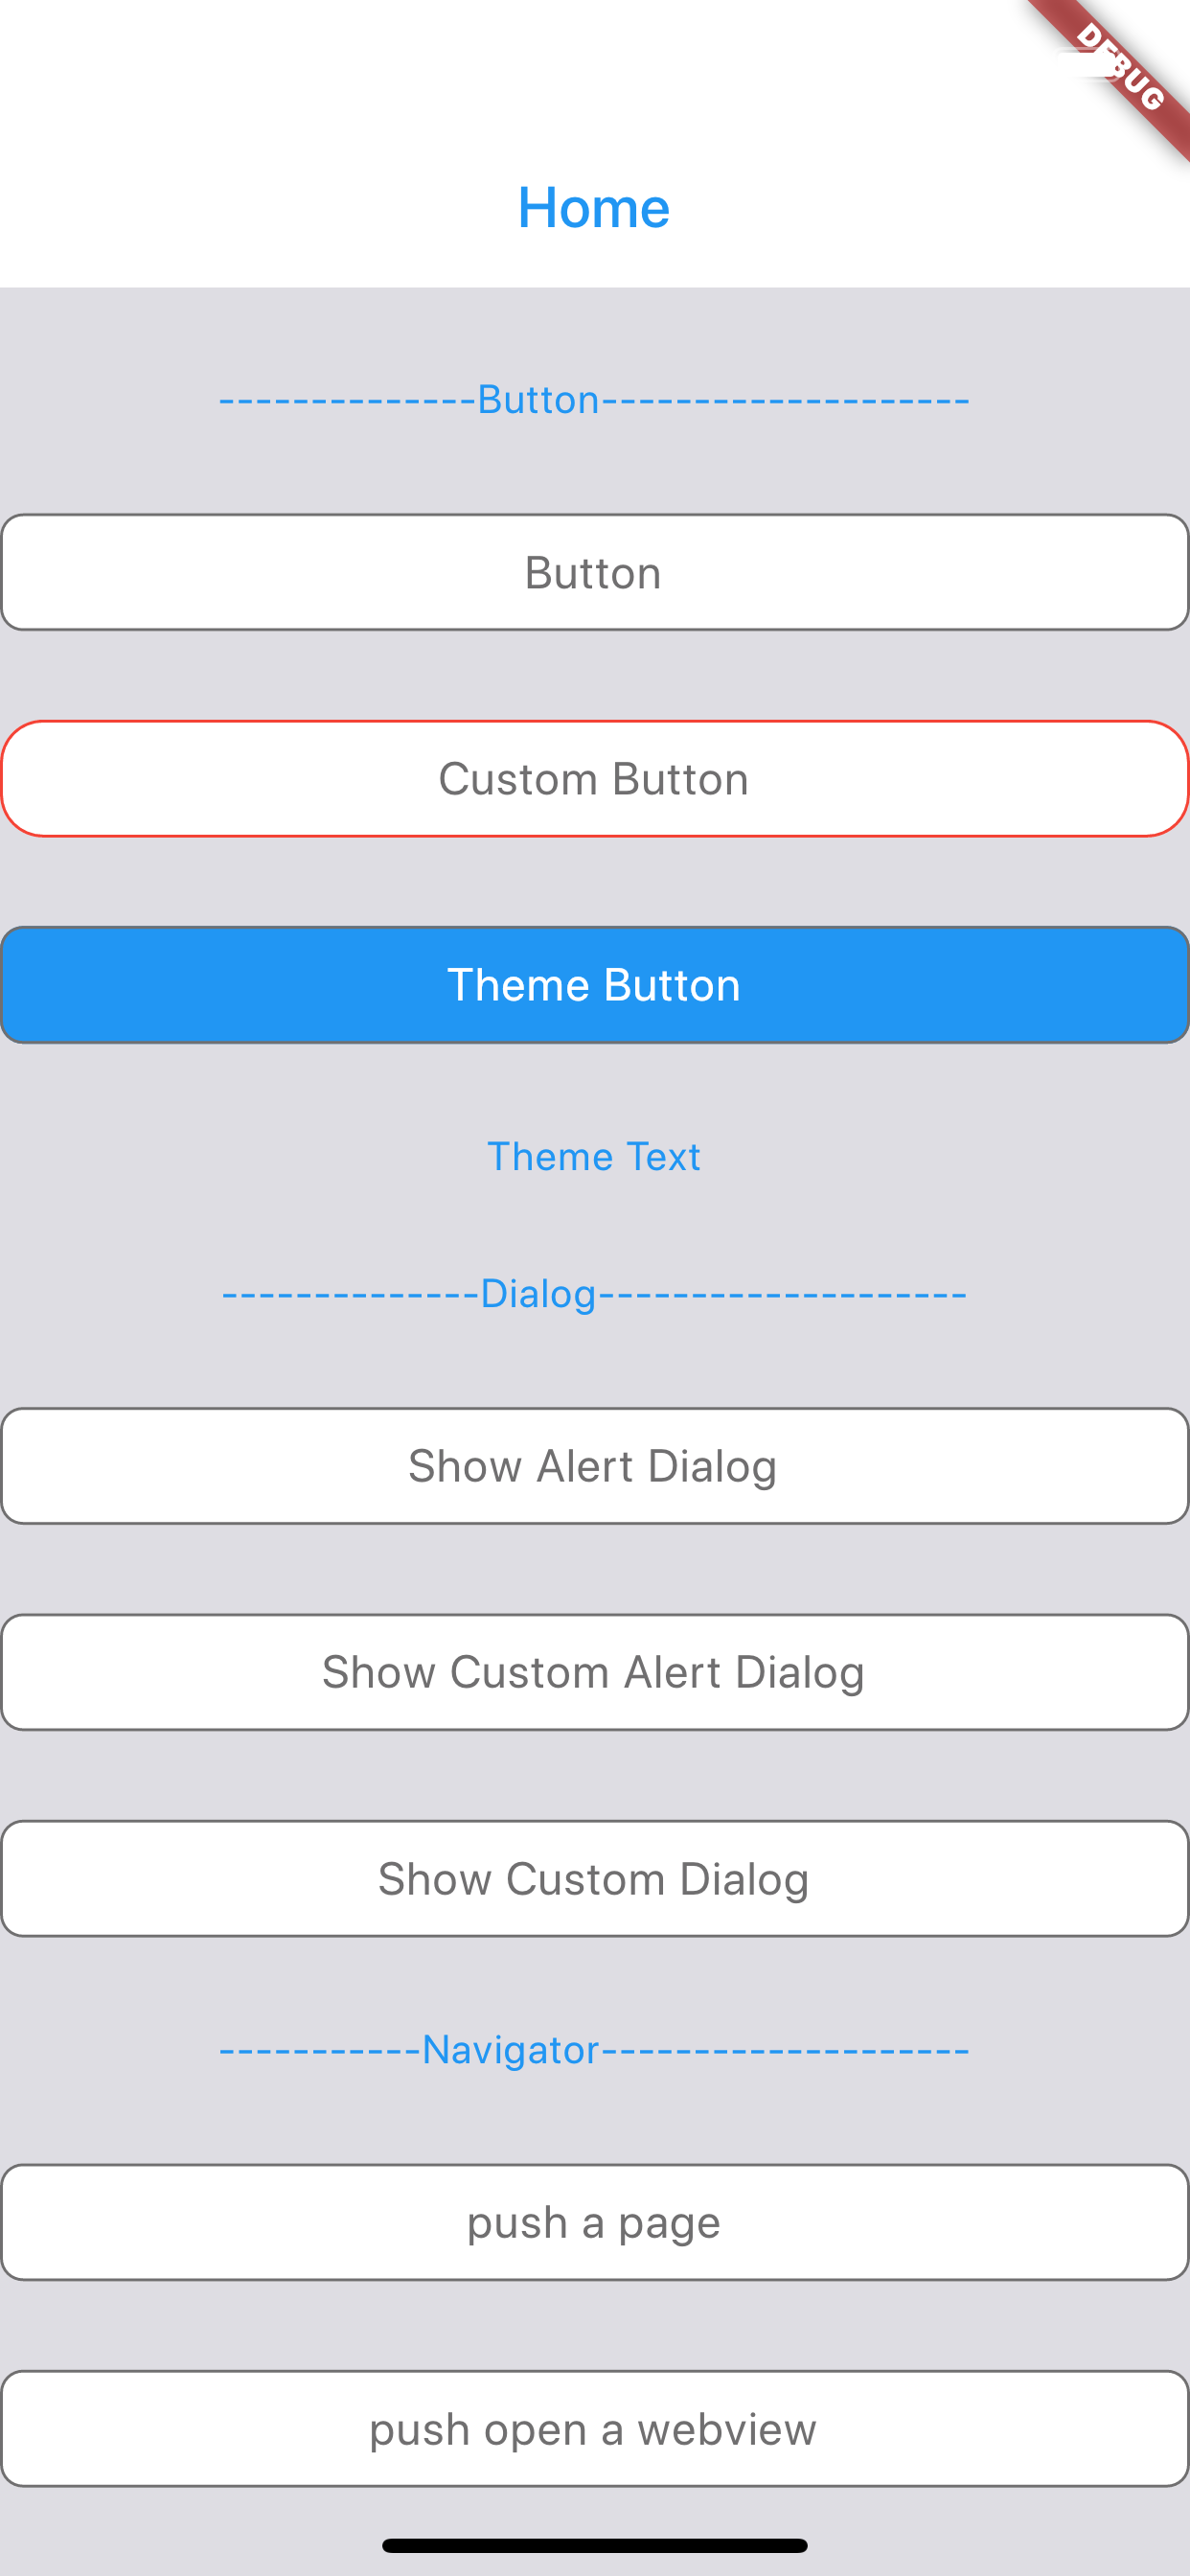 DEBUG
Home
--------------Button--------------------
Button
Custom Button
Theme Button
Theme Text
--------------Dialog--------------------
Show Alert Dialog
Show Custom Alert Dialog
Show Custom Dialog
-----------Navigator--------------------
push a page
push open a webview